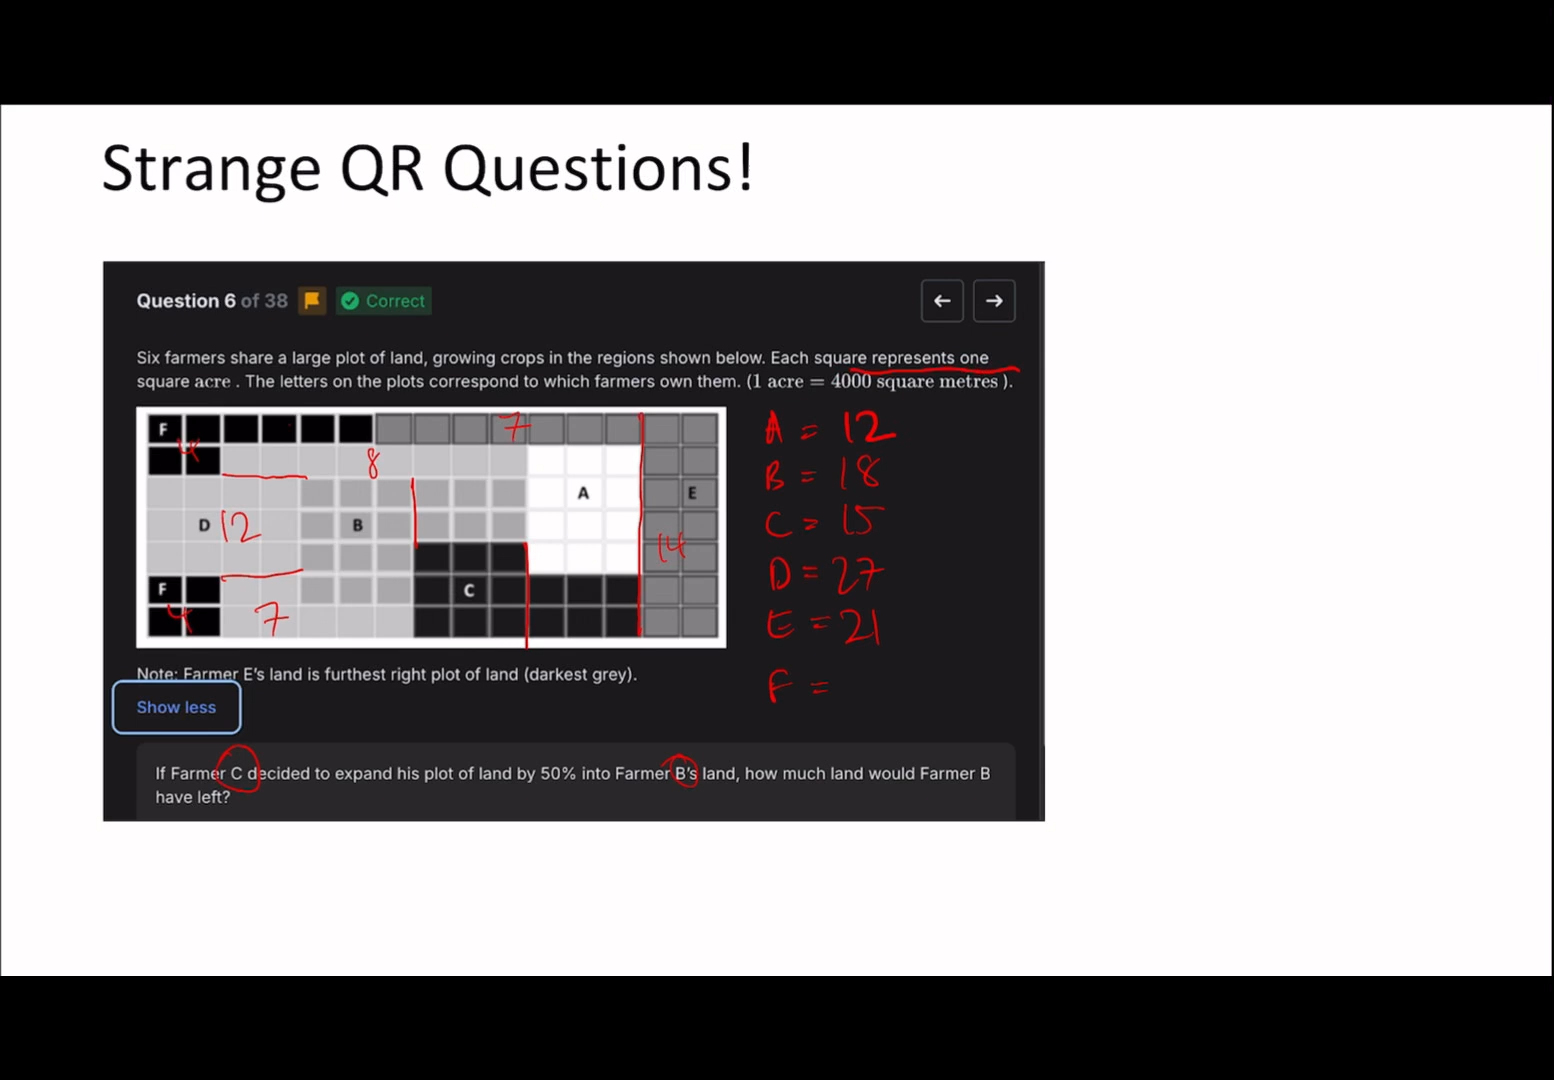 Strange QR Questions!
Question 6 of 38 Correct
Six farmers share a large plot of land, growing crops in the regions shown below. Each square represents one
square acre . The letters on the plots correspond to which farmers own them. (1 acre = 4000 square metres ).
F 7
4 8
A E
D 12 B
14
F C
4 7
A = 12
B = 18
C = 15
D = 27
E = 21
F =
Note: Farmer E's land is furthest right plot of land (darkest grey).
Show less
If Farmer C decided to expand his plot of land by 50% into Farmer B's land, how much land would Farmer B
have left?